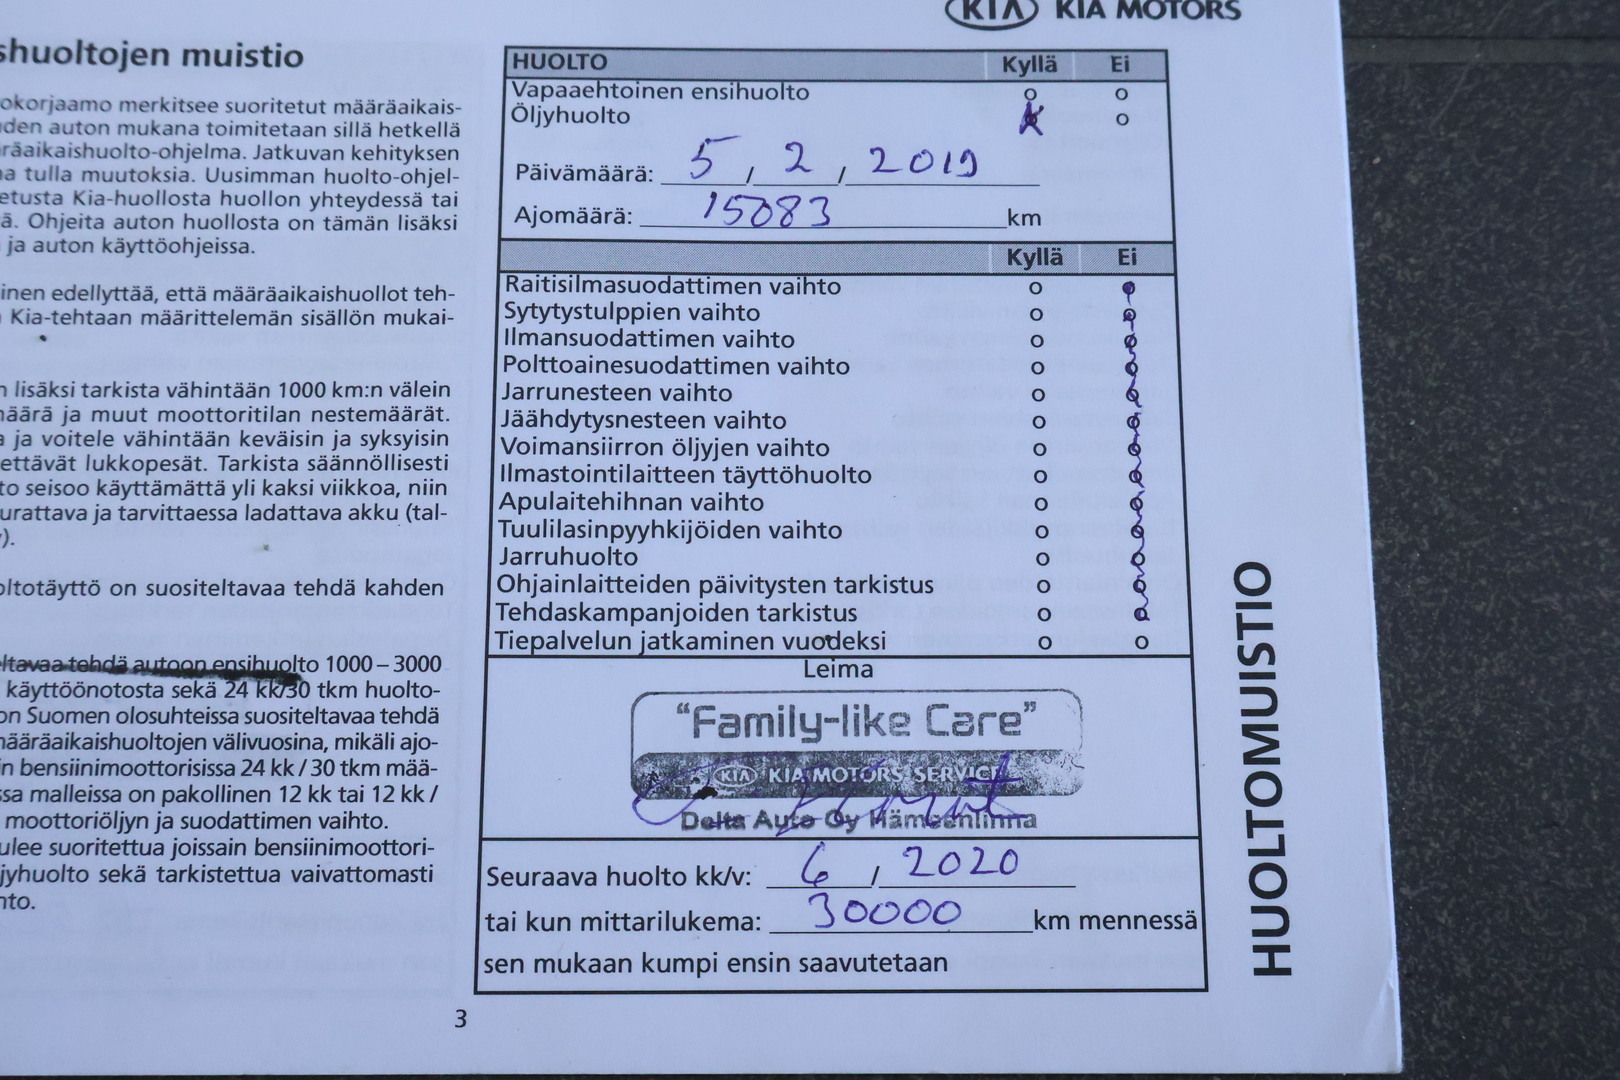 KIA KIA MOTORS
shuoltojen muistio
okorjaamo merkitsee suoritetut määräaikais-
den auton mukana toimitetaan sillä hetkellä
räaikaishuolto-ohjelma. Jatkuvan kehityksen
na tulla muutoksia. Uusimman huolto-ohjel-
etusta Kia-huollosta huollon yhteydessä tai
ä. Ohjeita auton huollosta on tämän lisäksi
ja auton käyttöohjeissa.
inen edellyttää, että määräaikaishuollot teh-
Kia-tehtaan määrittelemän sisällön mukai-
n lisäksi tarkista vähintään 1000 km:n välein
määrä ja muut moottoritilan nestemäärät.
a ja voitele vähintään keväisin ja syksyisin
ettävät lukkopesät. Tarkista säännöllisesti
to seisoo käyttämättä yli kaksi viikkoa, niin
urattava ja tarvittaessa ladattava akku (tal-
).
oltotäyttö on suositeltavaa tehdä kahden
eltavaa tehdä autoon ensihuolto 1000 – 3000
käyttöönotosta sekä 24 kk/30 tkm huolto-
on Suomen olosuhteissa suositeltavaa tehdä
määräaikaishuoltojen välivuosina, mikäli ajo-
in bensiinimoottorisissa 24 kk / 30 tkm mää-
ssa malleissa on pakollinen 12 kk tai 12 kk /
moottoriöljyn ja suodattimen vaihto.
ulee suoritettua joissain bensiinimoottori-
jyhuolto sekä tarkistettua vaivattomasti
nto.
3
HUOLTO Kyllä Ei
Vapaaehtoinen ensihuolto o o
Öljyhuolto x o
Päivämäärä: 5 / 2 / 2019
Ajomäärä: 15083 km
Kyllä Ei
Raitisilmasuodattimen vaihto o o
Sytytystulppien vaihto o o
Ilmansuodattimen vaihto o o
Polttoainesuodattimen vaihto o o
Jarrunesteen vaihto o o
Jäähdytysnesteen vaihto o o
Voimansiirron öljyjen vaihto o o
Ilmastointilaitteen täyttöhuolto o o
Apulaitehihnan vaihto o o
Tuulilasinpyyhkijöiden vaihto o o
Jarruhuolto o o
Ohjainlaitteiden päivitysten tarkistus o o
Tehdaskampanjoiden tarkistus o o
Tiepalvelun jatkaminen vuodeksi o o
Leima
“Family-like Care”
KIA KIA MOTORS SERVICE
Delta Auto Oy Hämeenlinna
Seuraava huolto kk/v: 6 / 2020
tai kun mittarilukema: 30000 km mennessä
sen mukaan kumpi ensin saavutetaan
HUOLTOMUISTIO